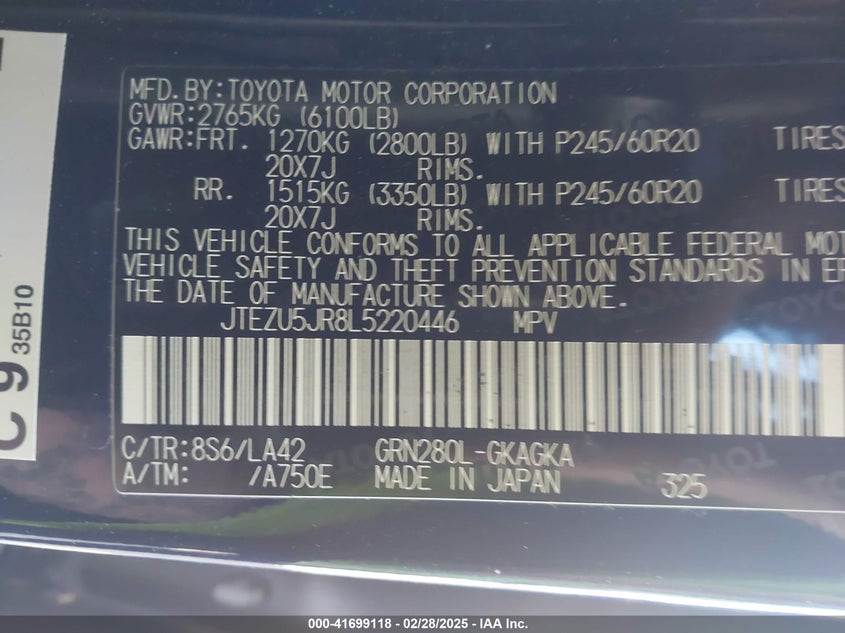 MFD.BY:TOYOTA MOTOR CORPORATION
GVWR:2765KG (6100LB)
GAWR:FRT. 1270KG (2800LB) WITH P245/60R20 TIRES
20X7J RIMS.
RR. 1515KG (3350LB) WITH P245/60R20 TIRES
20X7J RIMS.
THIS VEHICLE CONFORMS TO ALL APPLICABLE FEDERAL MOT
VEHICLE SAFETY AND THEFT PREVENTION STANDARDS IN EF
THE DATE OF MANUFACTURE SHOWN ABOVE.
JTEZU5JR8L5220446 MPV
C/TR:8S6/LA42 GRN280L-GKAGKA
A/TM: /A750E MADE IN JAPAN 325
C 9 35B10
000-41699118 - 02/28/2025 - IAA Inc.